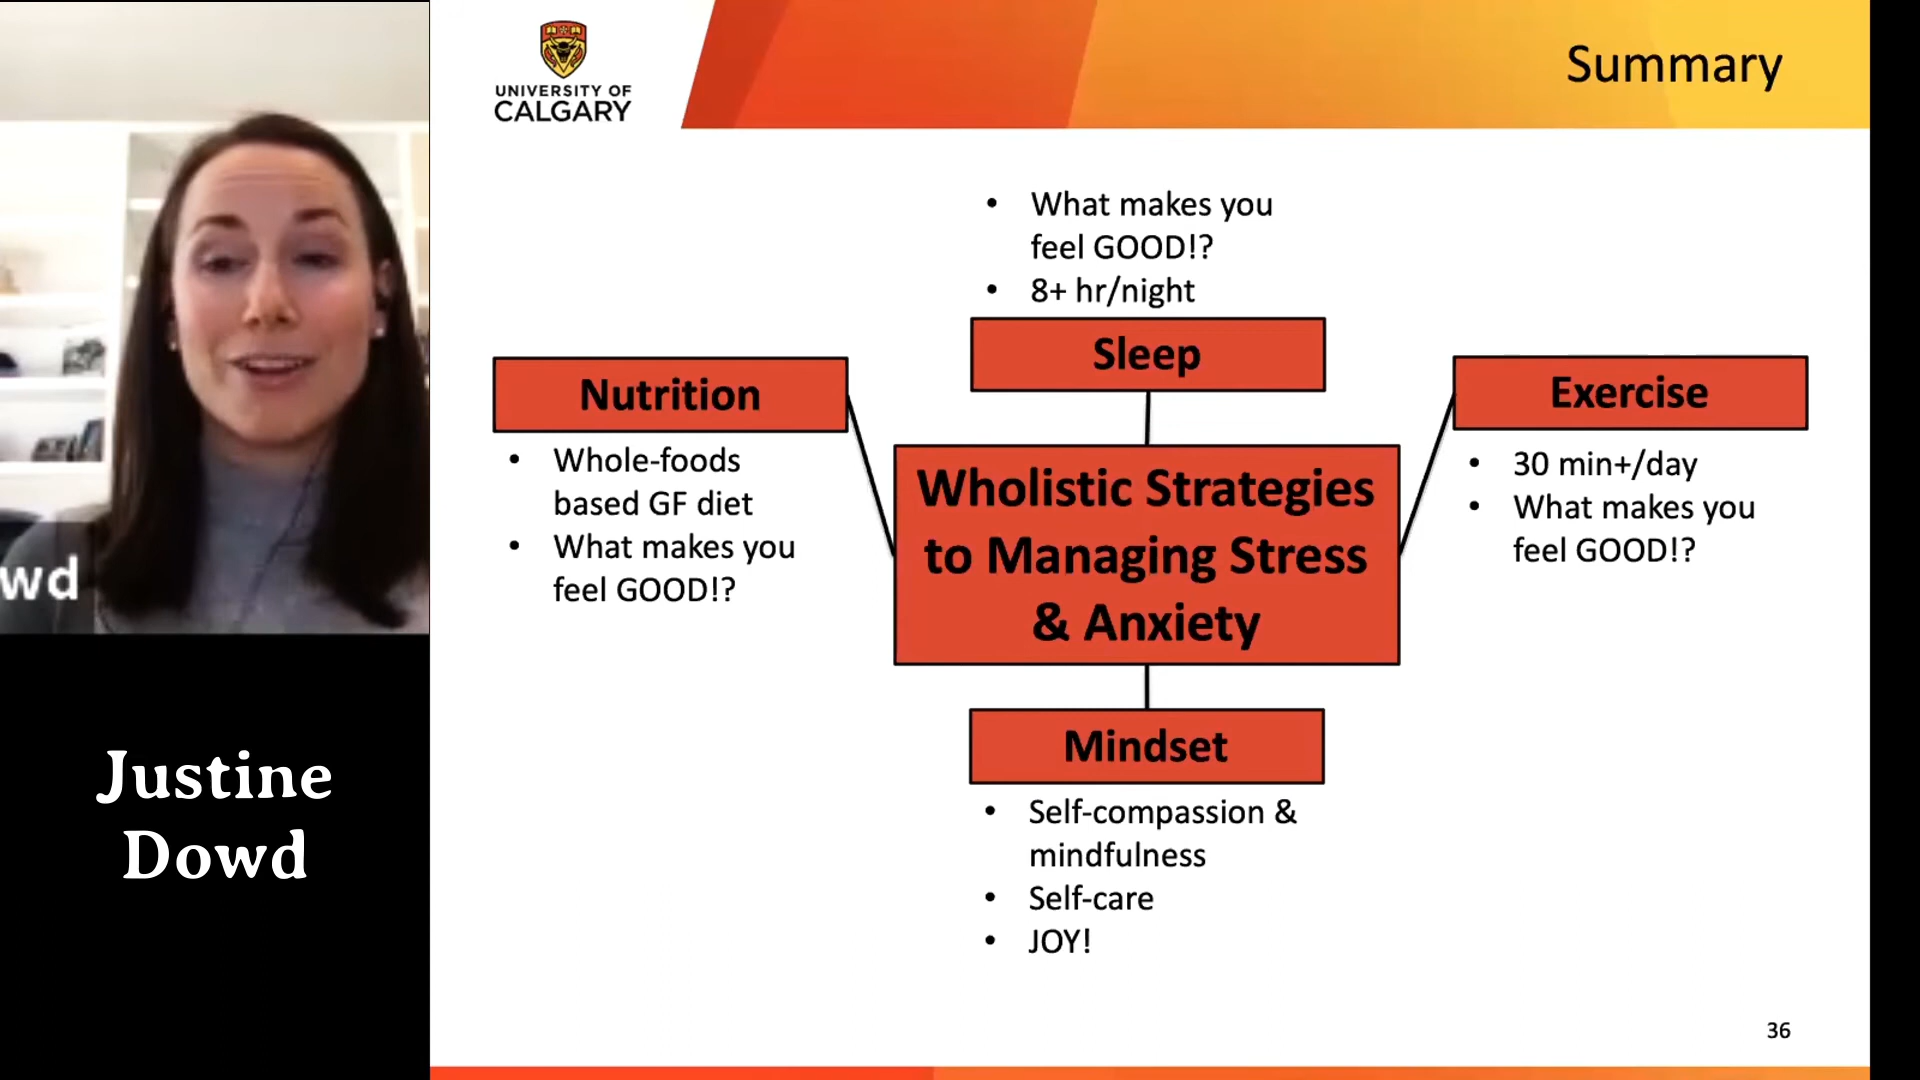 UNIVERSITY OF
CALGARY
Summary
• What makes you
feel GOOD!?
• 8+ hr/night
Sleep
Nutrition
• Whole-foods
based GF diet
• What makes you
feel GOOD!?
Exercise
• 30 min+/day
• What makes you
feel GOOD!?
Wholistic Strategies
to Managing Stress
& Anxiety
Mindset
• Self-compassion &
mindfulness
• Self-care
• JOY!
36
wd
Justine
Dowd